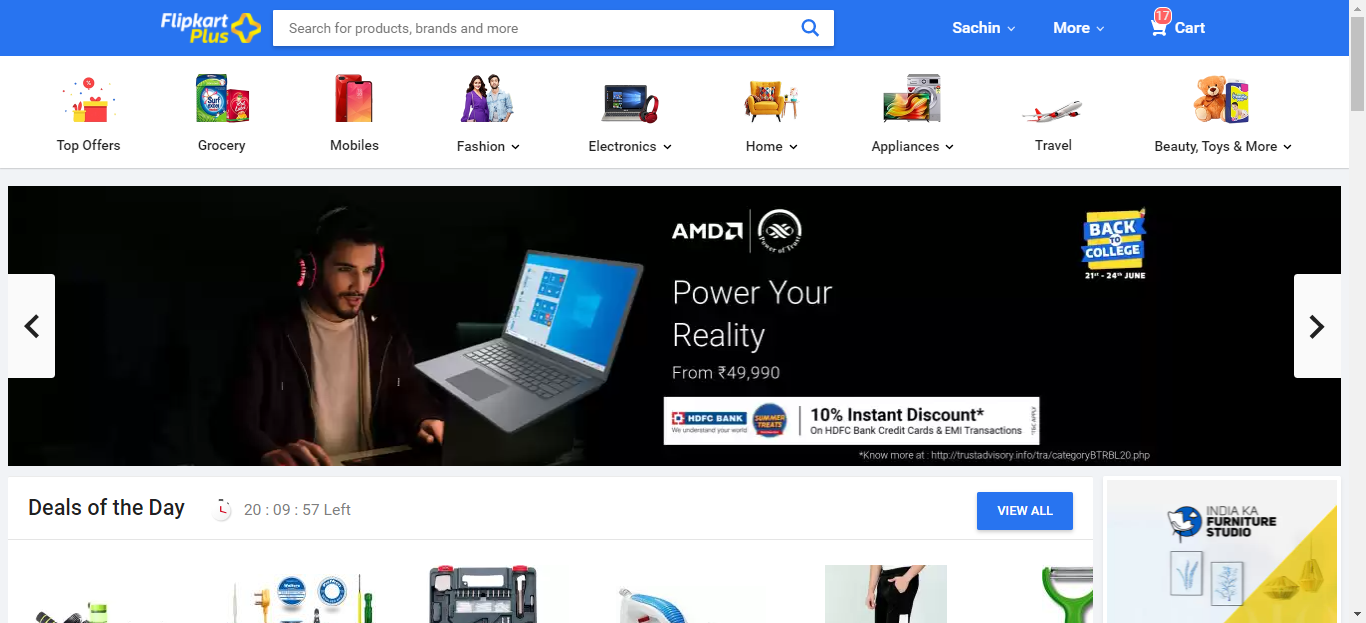 Flipkart
Plus
Search for products, brands and more
Sachin
More
17
Cart
Top Offers
Grocery
Mobiles
Fashion
Electronics
Home
Appliances
Travel
Beauty, Toys & More
AMD
Power of Trust
BACK
TO
COLLEGE
21st - 24th JUNE
Power Your
Reality
From ₹49,990
HDFC BANK
We understand your world
SUMMER
TREATS
10% Instant Discount*
On HDFC Bank Credit Cards & EMI Transactions
*T&C APPLY
*Know more at : http://trustadvisory.info/tra/categoryBTRBL20.php
Deals of the Day
20 : 09 : 57 Left
VIEW ALL
INDIA KA
FURNITURE
STUDIO